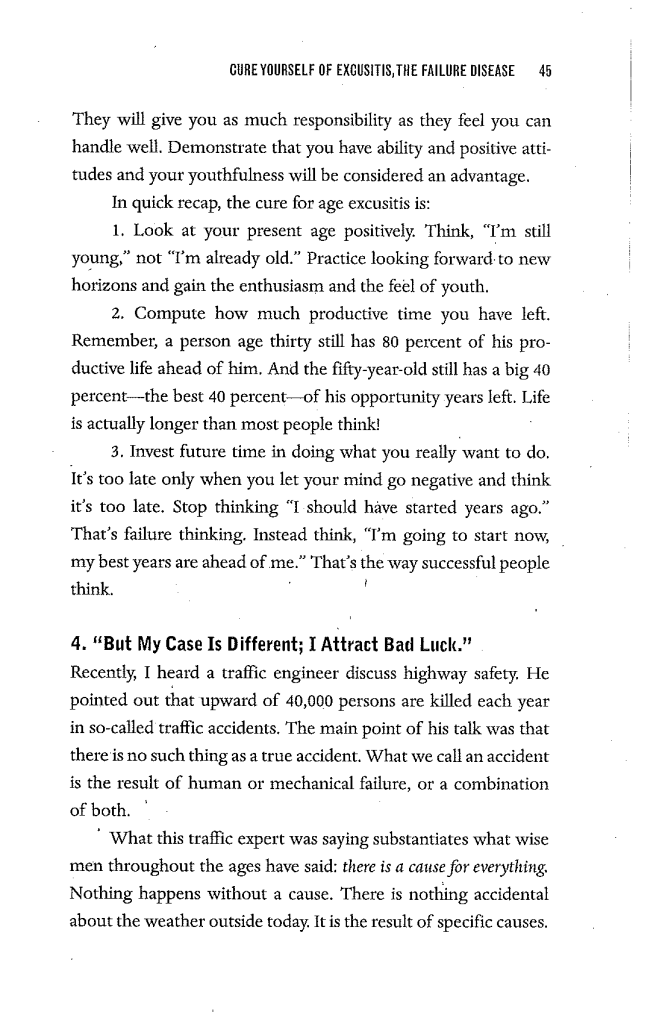 CURE YOURSELF OF EXCUSITIS, THE FAILURE DISEASE 45
They will give you as much responsibility as they feel you can
handle well. Demonstrate that you have ability and positive atti-
tudes and your youthfulness will be considered an advantage.
In quick recap, the cure for age excusitis is:
1. Look at your present age positively. Think, “I’m still
young,” not “I’m already old.” Practice looking forward to new
horizons and gain the enthusiasm and the feel of youth.
2. Compute how much productive time you have left.
Remember, a person age thirty still has 80 percent of his pro-
ductive life ahead of him. And the fifty-year-old still has a big 40
percent—the best 40 percent—of his opportunity years left. Life
is actually longer than most people think!
3. Invest future time in doing what you really want to do.
It’s too late only when you let your mind go negative and think
it’s too late. Stop thinking “I should have started years ago.”
That’s failure thinking. Instead think, “I’m going to start now,
my best years are ahead of me.” That’s the way successful people
think.
4. “But My Case Is Different; I Attract Bad Luck.”
Recently, I heard a traffic engineer discuss highway safety. He
pointed out that upward of 40,000 persons are killed each year
in so-called traffic accidents. The main point of his talk was that
there is no such thing as a true accident. What we call an accident
is the result of human or mechanical failure, or a combination
of both.
What this traffic expert was saying substantiates what wise
men throughout the ages have said: there is a cause for everything.
Nothing happens without a cause. There is nothing accidental
about the weather outside today. It is the result of specific causes.